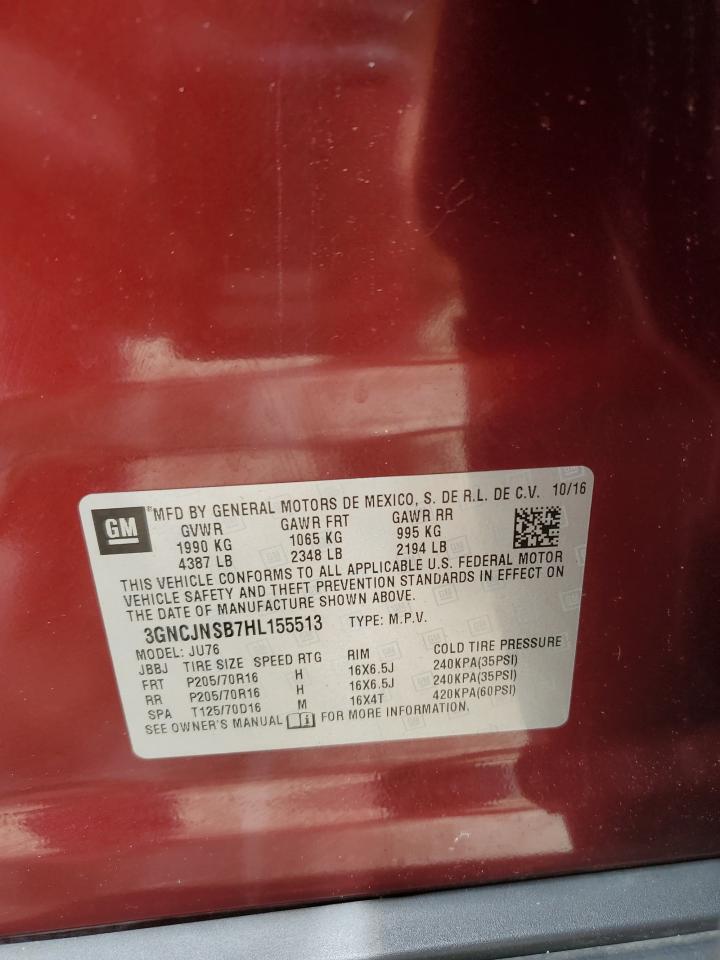 GM ®MFD BY GENERAL MOTORS DE MEXICO, S. DE R.L. DE C.V. 10/16
GVWR GAWR FRT GAWR RR
1990 KG 1065 KG 995 KG
4387 LB 2348 LB 2194 LB
THIS VEHICLE CONFORMS TO ALL APPLICABLE U.S. FEDERAL MOTOR
VEHICLE SAFETY AND THEFT PREVENTION STANDARDS IN EFFECT ON
THE DATE OF MANUFACTURE SHOWN ABOVE.
3GNCJNSB7HL155513 TYPE: M.P.V.
MODEL: JU76
JBBJ TIRE SIZE SPEED RTG RIM COLD TIRE PRESSURE
FRT P205/70R16 H 16X6.5J 240KPA(35PSI)
RR P205/70R16 H 16X6.5J 240KPA(35PSI)
SPA T125/70D16 M 16X4T 420KPA(60PSI)
SEE OWNER'S MANUAL FOR MORE INFORMATION.